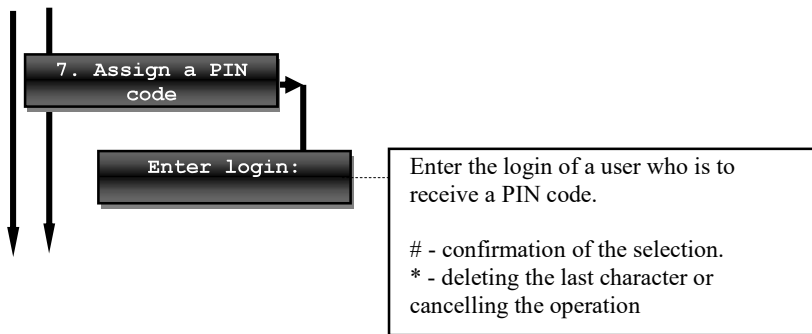 7. Assign a PIN
code
Enter login:
Enter the login of a user who is to
receive a PIN code.
# - confirmation of the selection.
* - deleting the last character or
cancelling the operation